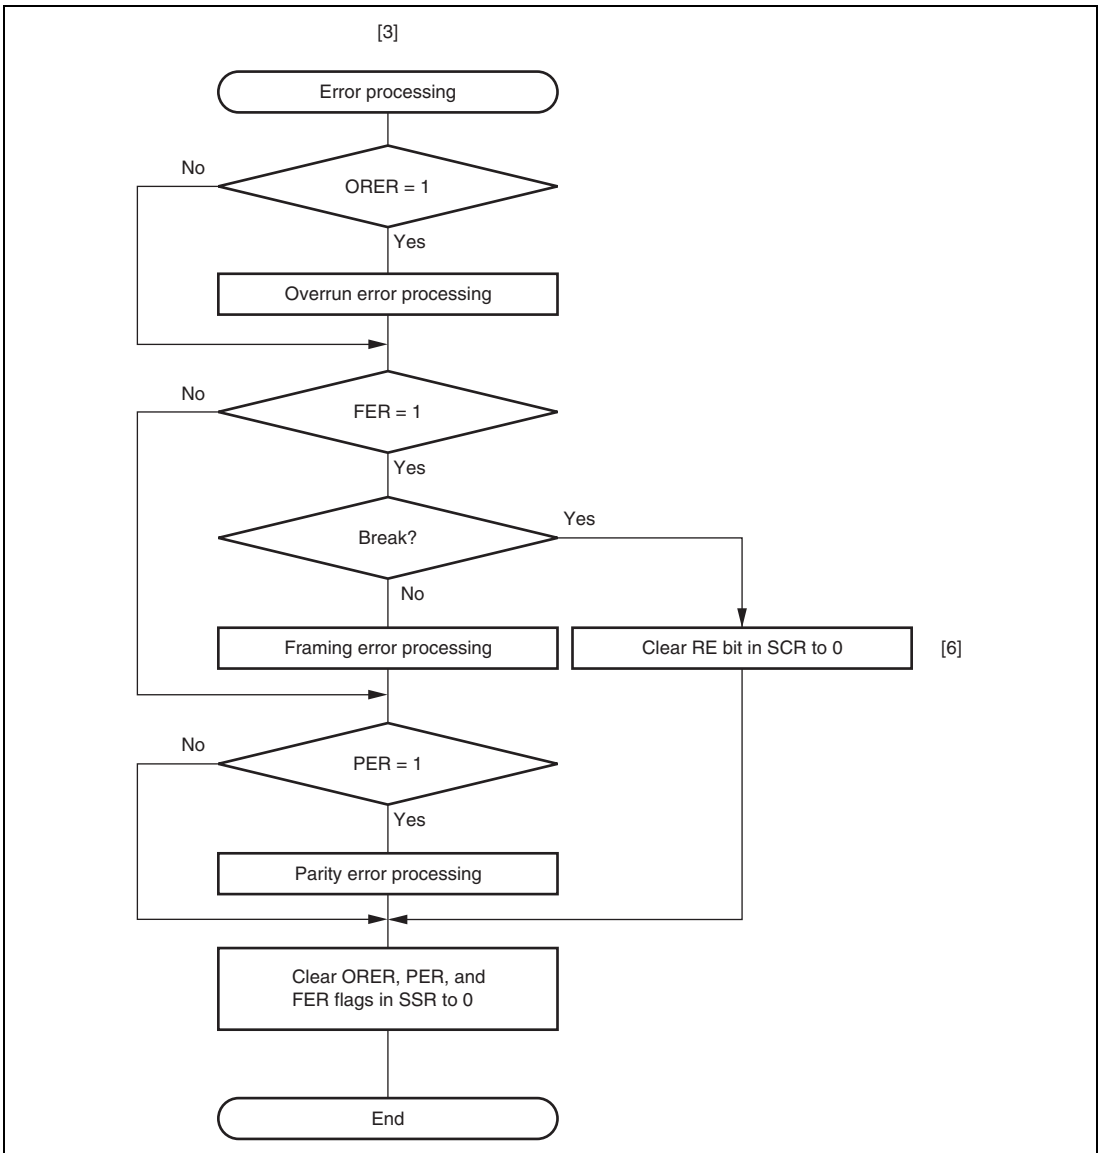 [3]
Error processing
No
ORER = 1
Yes
Overrun error processing
No
FER = 1
Yes
Break?
Yes
No
Framing error processing
Clear RE bit in SCR to 0
[6]
No
PER = 1
Yes
Parity error processing
Clear ORER, PER, and
FER flags in SSR to 0
End